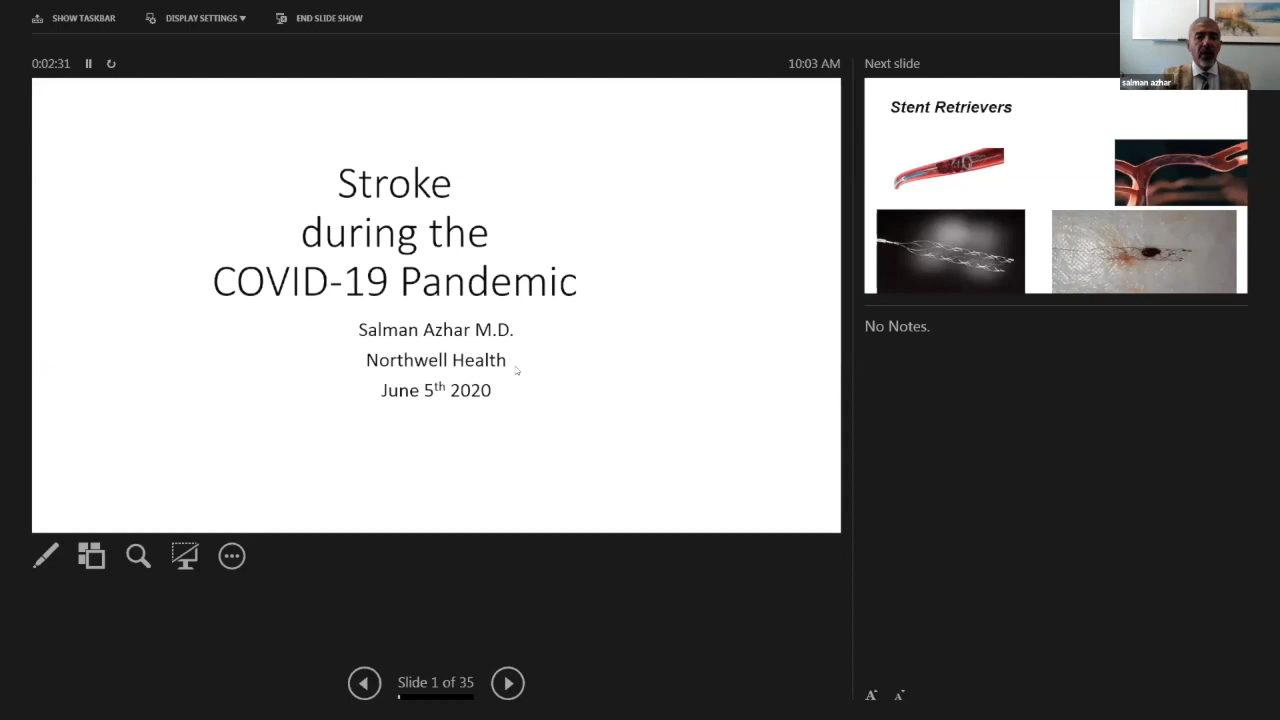 SHOW TASKBAR
DISPLAY SETTINGS ▼
END SLIDE SHOW
0:02:31
10:03 AM
Stroke
during the
COVID-19 Pandemic
Salman Azhar M.D.
Northwell Health
June 5th 2020
Slide 1 of 35
Next slide
salman azhar
Stent Retrievers
No Notes.
A A